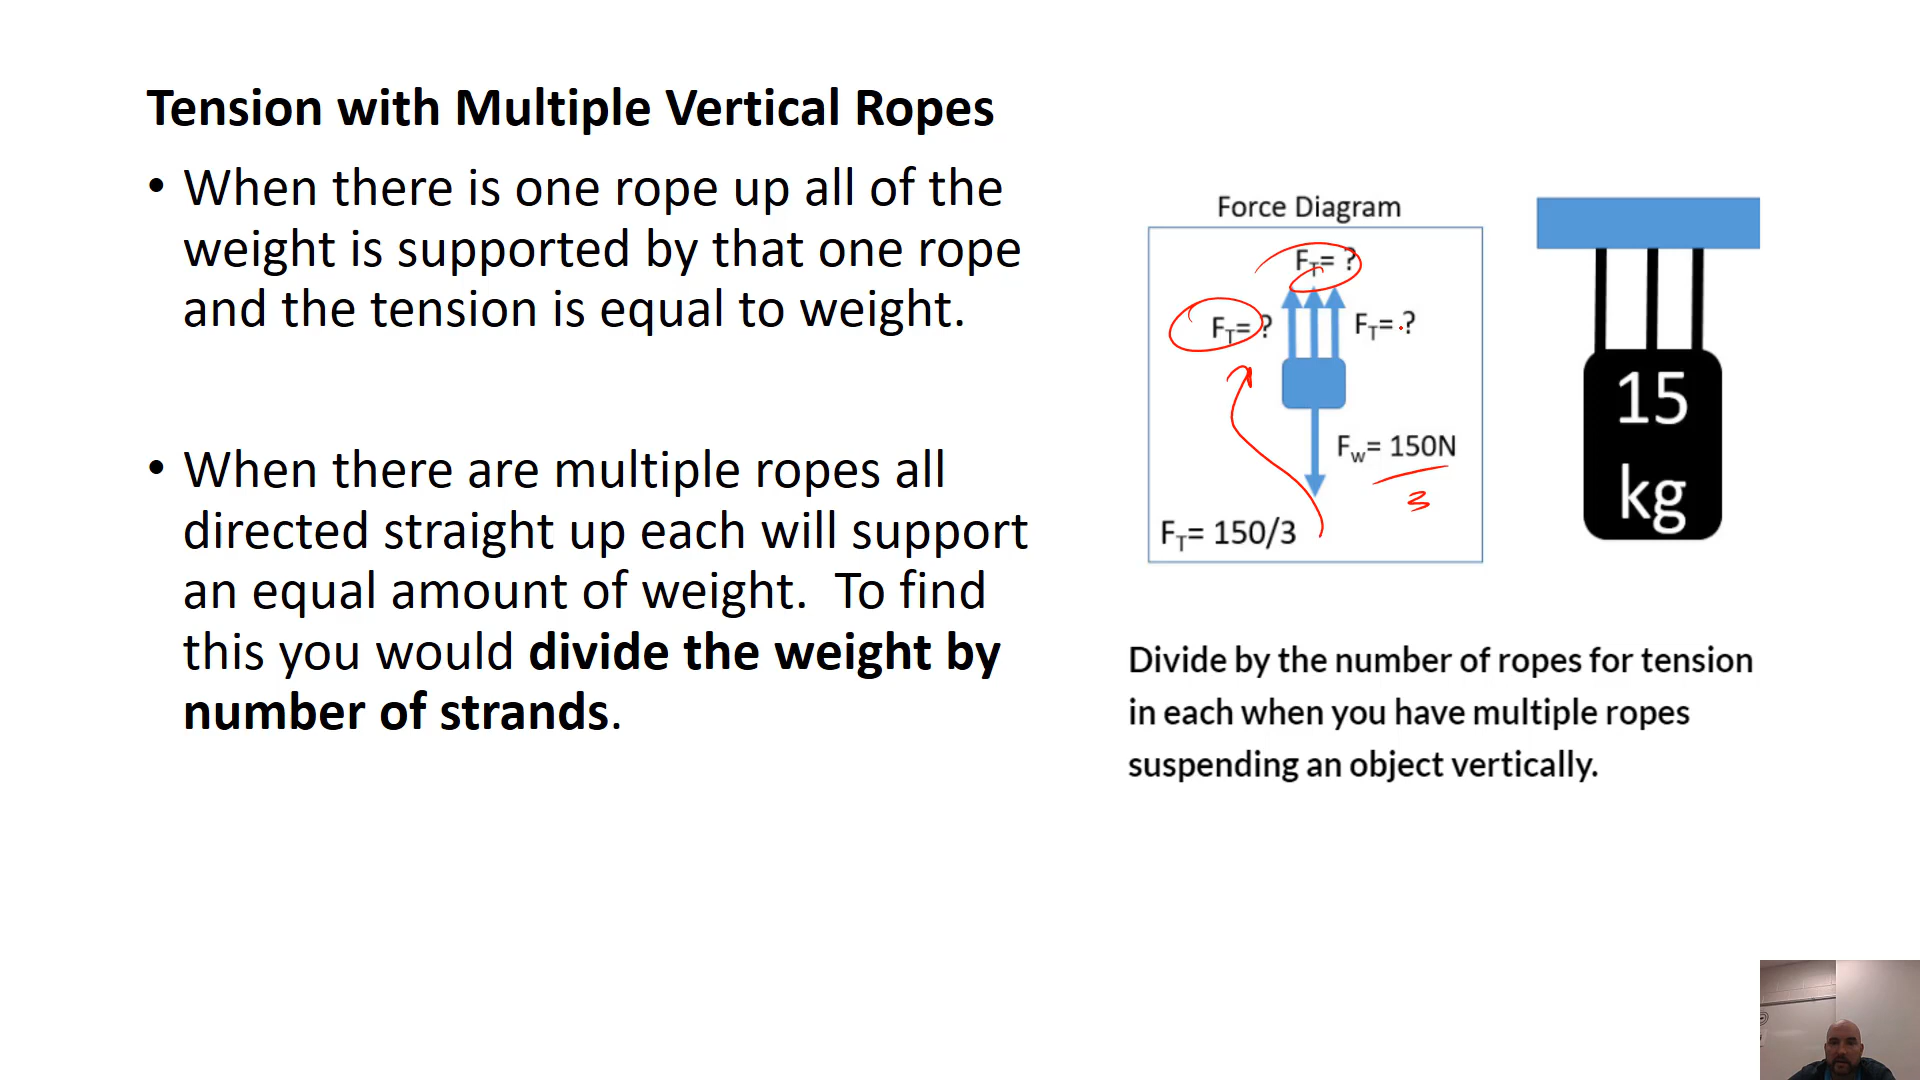 Tension with Multiple Vertical Ropes
• When there is one rope up all of the
weight is supported by that one rope
and the tension is equal to weight.
• When there are multiple ropes all
directed straight up each will support
an equal amount of weight.  To find
this you would divide the weight by
number of strands.
Force Diagram
F_T= ?
F_T= ?
F_T= ?
F_w= 150N
3
F_T= 150/3
15
kg
Divide by the number of ropes for tension
in each when you have multiple ropes
suspending an object vertically.